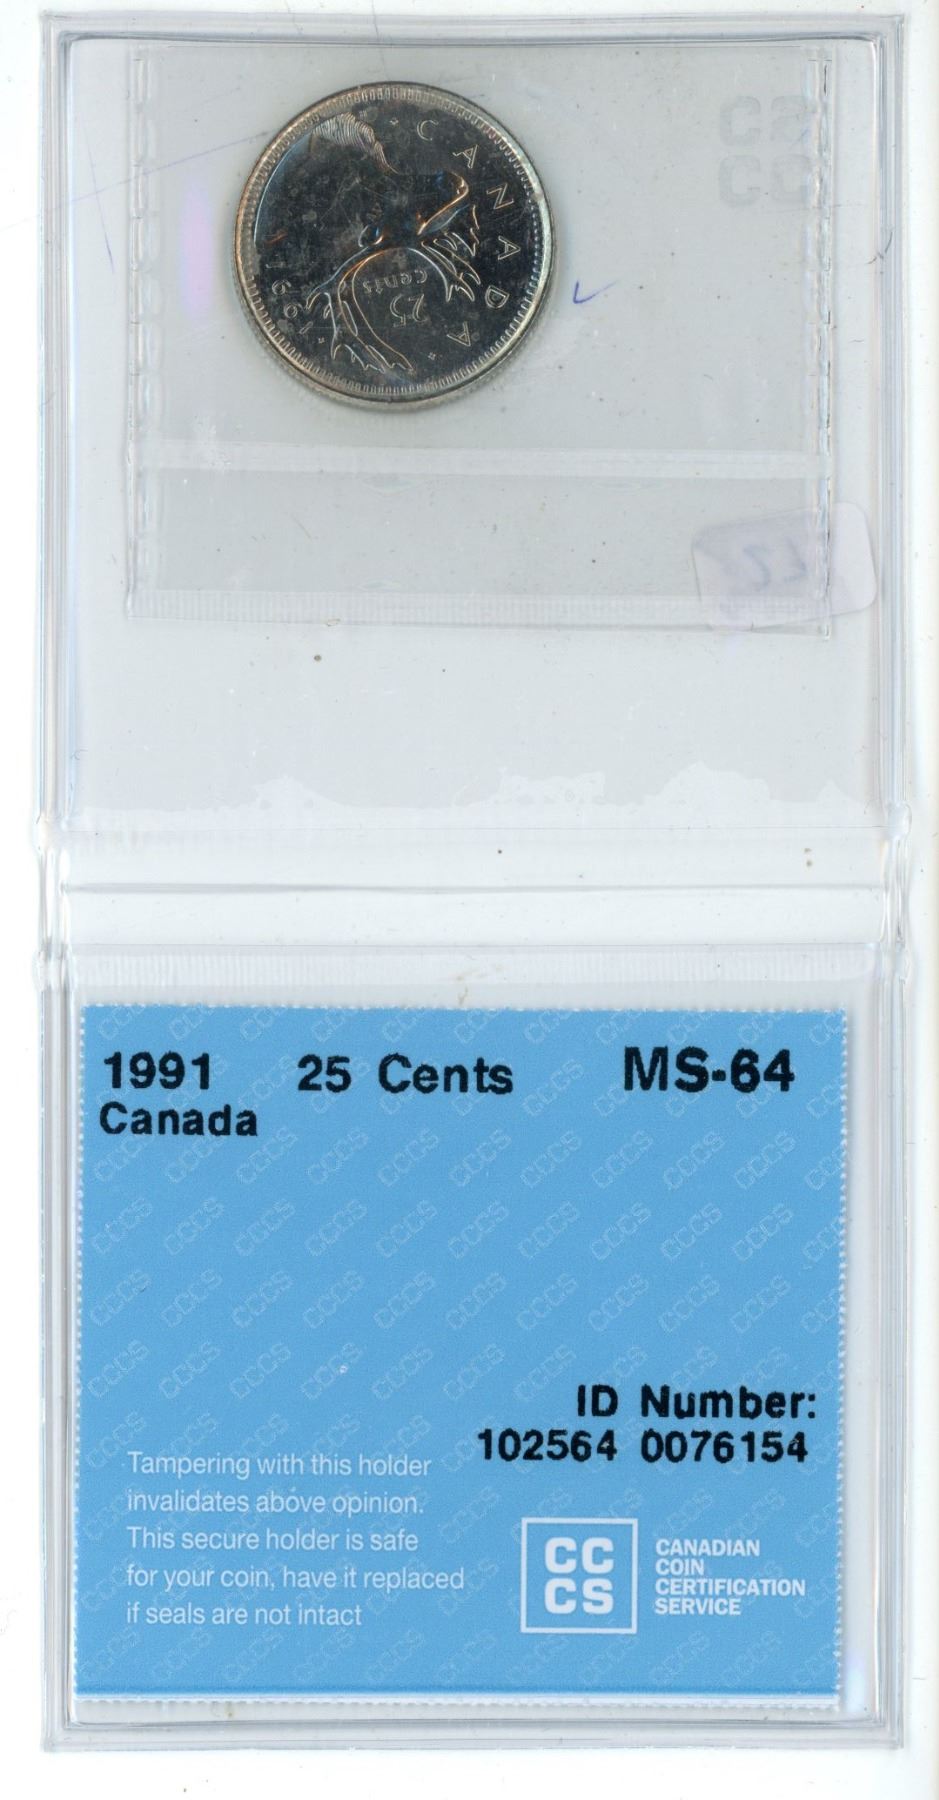 CANADA
25
cents
1991
1991 25 Cents MS-64
Canada
ID Number:
102564 0076154
Tampering with this holder
invalidates above opinion.
This secure holder is safe
for your coin, have it replaced
if seals are not intact
CC
CS
CANADIAN
COIN
CERTIFICATION
SERVICE